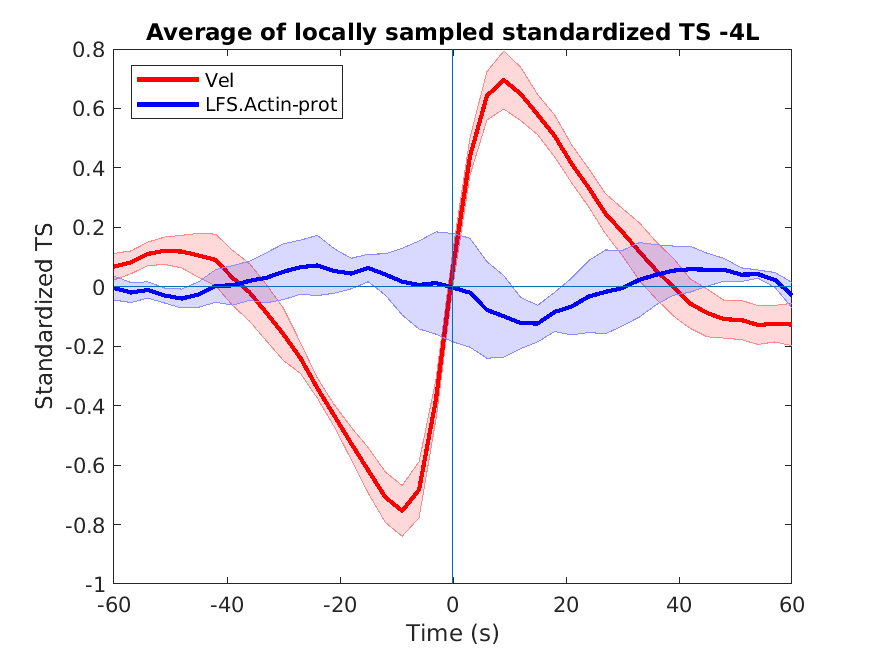 Average of locally sampled standardized TS -4L
Vel
LFS.Actin-prot
Standardized TS
0.8
0.6
0.4
0.2
0
-0.2
-0.4
-0.6
-0.8
-1
-60 -40 -20 0 20 40 60
Time (s)